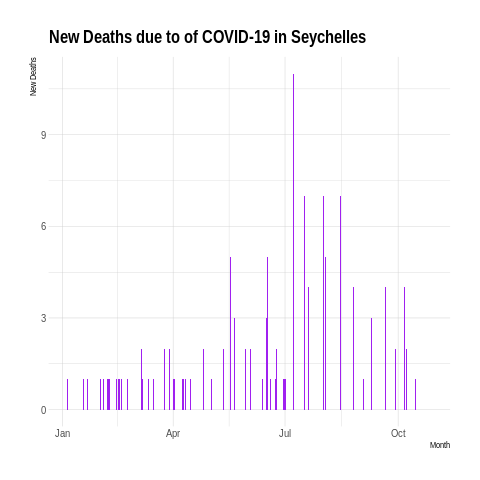 New Deaths due to of COVID-19 in Seychelles
New Deaths
9
6
3
0
Jan Apr Jul Oct
Month